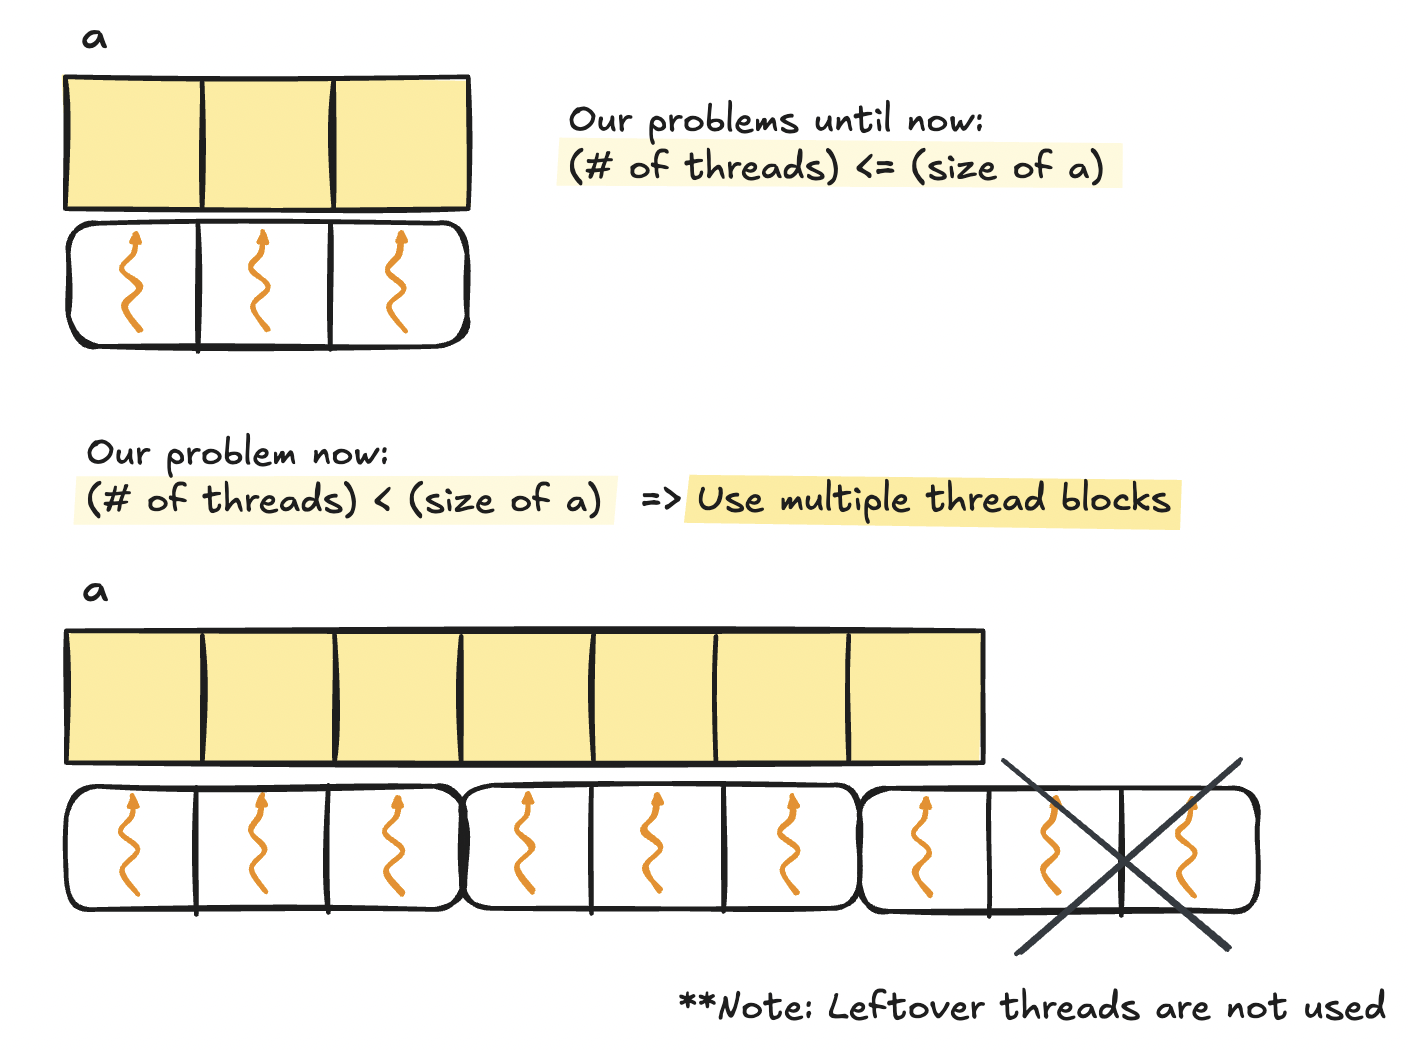 a
Our problems until now:
(# of threads) <= (size of a)
Our problem now:
(# of threads) < (size of a) => Use multiple thread blocks
a
**Note: Leftover threads are not used